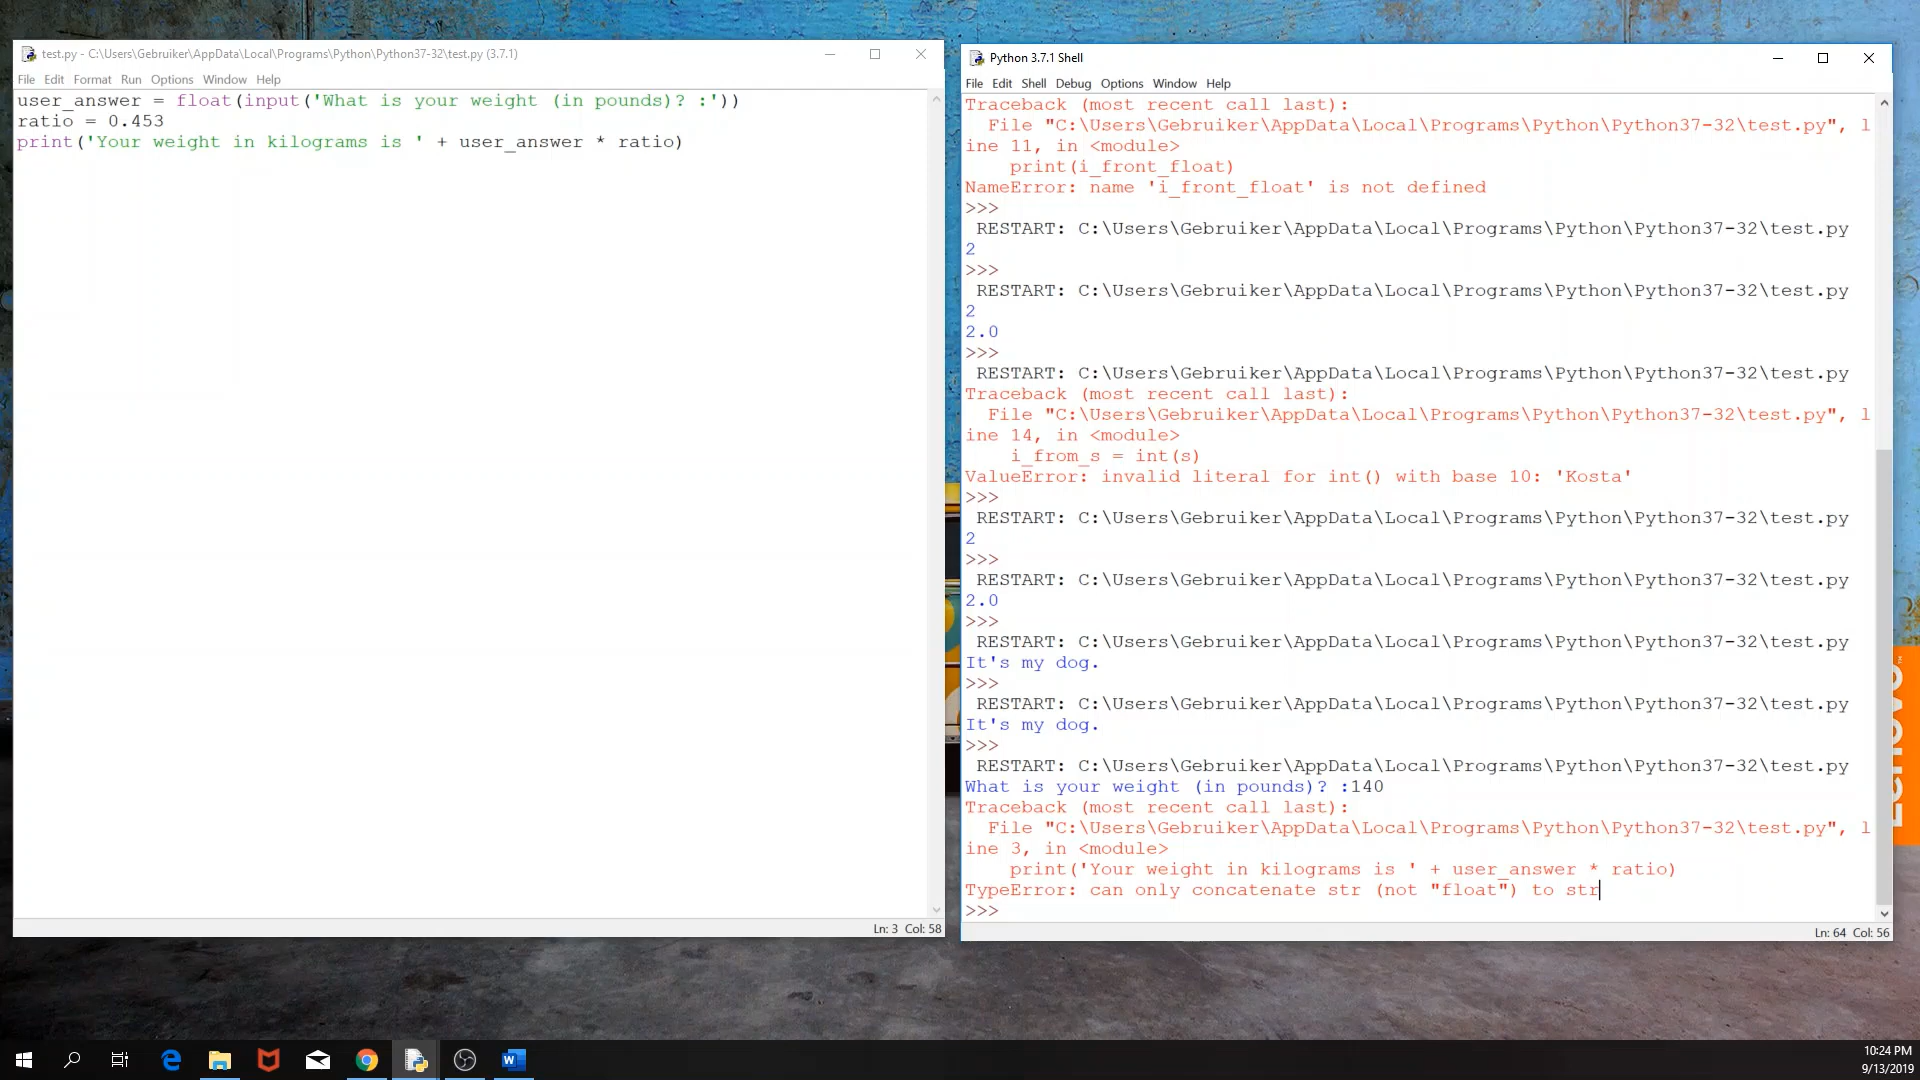 test.py - C:\Users\Gebruiker\AppData\Local\Programs\Python\Python37-32\test.py (3.7.1)
File Edit Format Run Options Window Help
user_answer = float(input('What is your weight (in pounds)? :'))
ratio = 0.453
print('Your weight in kilograms is ' + user_answer * ratio)
Ln: 3 Col: 58
Python 3.7.1 Shell
File Edit Shell Debug Options Window Help
Traceback (most recent call last):
File "C:\Users\Gebruiker\AppData\Local\Programs\Python\Python37-32\test.py", l
ine 11, in <module>
print(i_front_float)
NameError: name 'i_front_float' is not defined
>>>
RESTART: C:\Users\Gebruiker\AppData\Local\Programs\Python\Python37-32\test.py
2
>>>
RESTART: C:\Users\Gebruiker\AppData\Local\Programs\Python\Python37-32\test.py
2
2.0
>>>
RESTART: C:\Users\Gebruiker\AppData\Local\Programs\Python\Python37-32\test.py
Traceback (most recent call last):
File "C:\Users\Gebruiker\AppData\Local\Programs\Python\Python37-32\test.py", l
ine 14, in <module>
i_from_s = int(s)
ValueError: invalid literal for int() with base 10: 'Kosta'
>>>
RESTART: C:\Users\Gebruiker\AppData\Local\Programs\Python\Python37-32\test.py
2
>>>
RESTART: C:\Users\Gebruiker\AppData\Local\Programs\Python\Python37-32\test.py
2.0
>>>
RESTART: C:\Users\Gebruiker\AppData\Local\Programs\Python\Python37-32\test.py
It's my dog.
>>>
RESTART: C:\Users\Gebruiker\AppData\Local\Programs\Python\Python37-32\test.py
It's my dog.
>>>
RESTART: C:\Users\Gebruiker\AppData\Local\Programs\Python\Python37-32\test.py
What is your weight (in pounds)? :140
Traceback (most recent call last):
File "C:\Users\Gebruiker\AppData\Local\Programs\Python\Python37-32\test.py", l
ine 3, in <module>
print('Your weight in kilograms is ' + user_answer * ratio)
TypeError: can only concatenate str (not "float") to str
>>>
Ln: 64 Col: 56
Lenovo
10:24 PM
9/13/2019